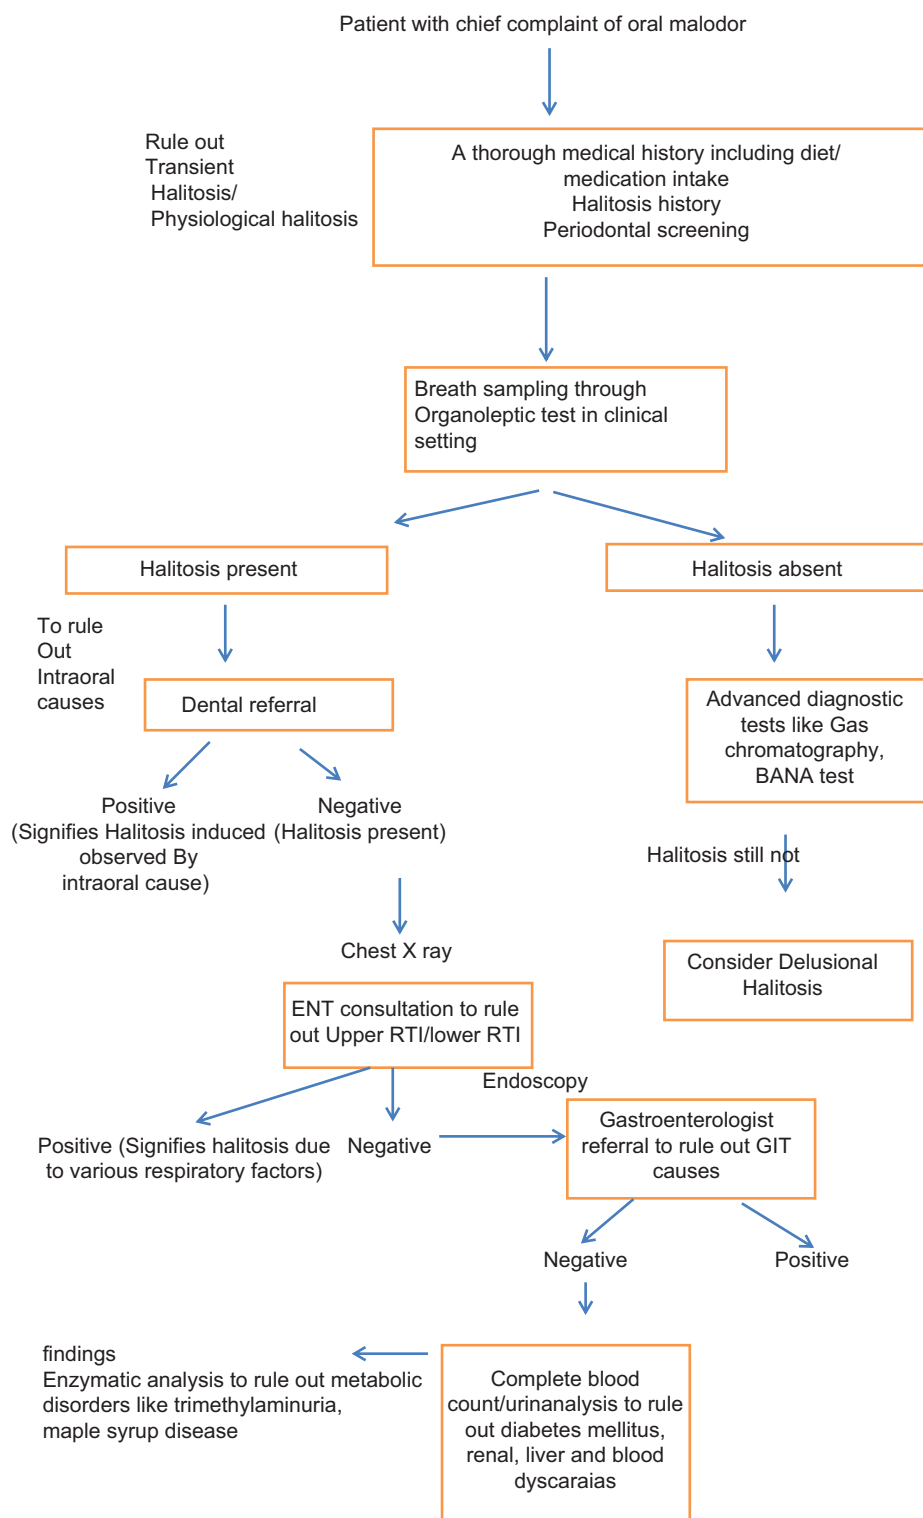 Patient with chief complaint of oral malodor
Rule out
Transient
Halitosis/
Physiological halitosis
A thorough medical history including diet/
medication intake
Halitosis history
Periodontal screening
Breath sampling through
Organoleptic test in clinical
setting
Halitosis present
Halitosis absent
To rule
Out
Intraoral
causes
Dental referral
Advanced diagnostic
tests like Gas
chromatography,
BANA test
Positive
(Signifies Halitosis induced
observed By
intraoral cause)
Negative
(Halitosis present)
Halitosis still not
Chest X ray
Consider Delusional
Halitosis
ENT consultation to rule
out Upper RTI/lower RTI
Endoscopy
Positive (Signifies halitosis due
to various respiratory factors)
Negative
Gastroenterologist
referral to rule out GIT
causes
Negative
Positive
findings
Enzymatic analysis to rule out metabolic
disorders like trimethylaminuria,
maple syrup disease
Complete blood
count/urinanalysis to rule
out diabetes mellitus,
renal, liver and blood
dyscaraias